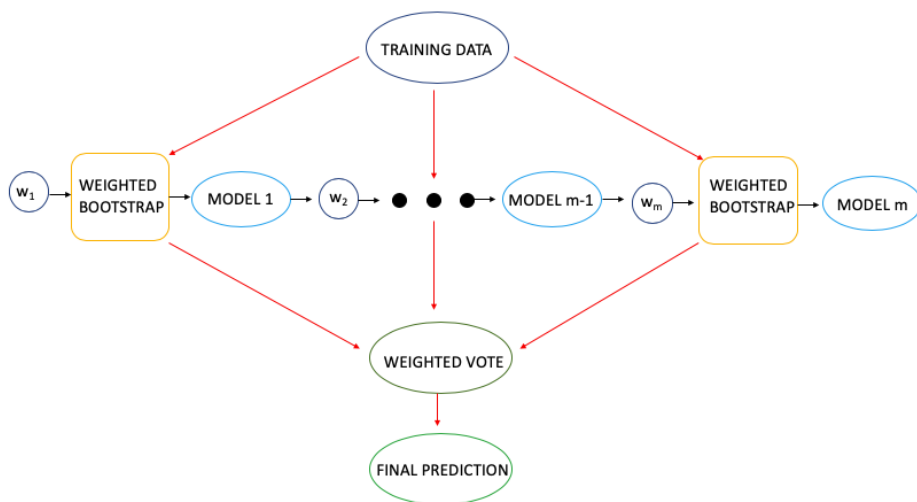 TRAINING DATA
w1
WEIGHTED
BOOTSTRAP
MODEL 1
w2
MODEL m-1
wm
WEIGHTED
BOOTSTRAP
MODEL m
WEIGHTED VOTE
FINAL PREDICTION